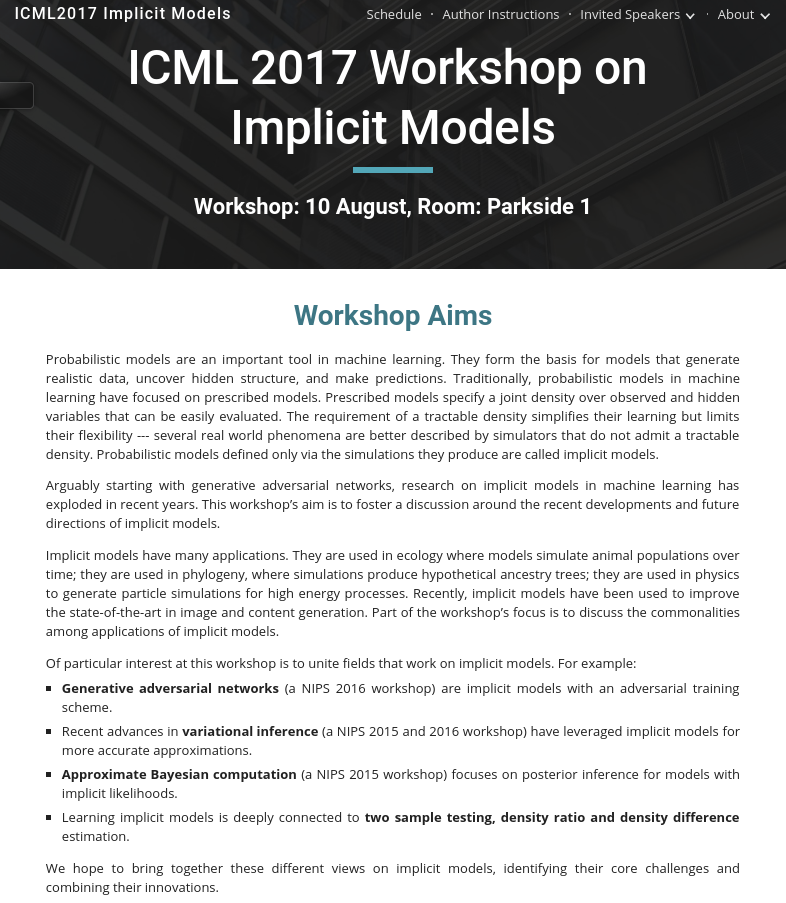 ICML2017 Implicit Models
Schedule · Author Instructions · Invited Speakers · About
ICML 2017 Workshop on
Implicit Models
Workshop: 10 August, Room: Parkside 1
Workshop Aims
Probabilistic models are an important tool in machine learning. They form the basis for models that generate
realistic data, uncover hidden structure, and make predictions. Traditionally, probabilistic models in machine
learning have focused on prescribed models. Prescribed models specify a joint density over observed and hidden
variables that can be easily evaluated. The requirement of a tractable density simplifies their learning but limits
their flexibility --- several real world phenomena are better described by simulators that do not admit a tractable
density. Probabilistic models defined only via the simulations they produce are called implicit models.
Arguably starting with generative adversarial networks, research on implicit models in machine learning has
exploded in recent years. This workshop’s aim is to foster a discussion around the recent developments and future
directions of implicit models.
Implicit models have many applications. They are used in ecology where models simulate animal populations over
time; they are used in phylogeny, where simulations produce hypothetical ancestry trees; they are used in physics
to generate particle simulations for high energy processes. Recently, implicit models have been used to improve
the state-of-the-art in image and content generation. Part of the workshop’s focus is to discuss the commonalities
among applications of implicit models.
Of particular interest at this workshop is to unite fields that work on implicit models. For example:
▪ Generative adversarial networks (a NIPS 2016 workshop) are implicit models with an adversarial training
scheme.
▪ Recent advances in variational inference (a NIPS 2015 and 2016 workshop) have leveraged implicit models for
more accurate approximations.
▪ Approximate Bayesian computation (a NIPS 2015 workshop) focuses on posterior inference for models with
implicit likelihoods.
▪ Learning implicit models is deeply connected to two sample testing, density ratio and density difference
estimation.
We hope to bring together these different views on implicit models, identifying their core challenges and
combining their innovations.